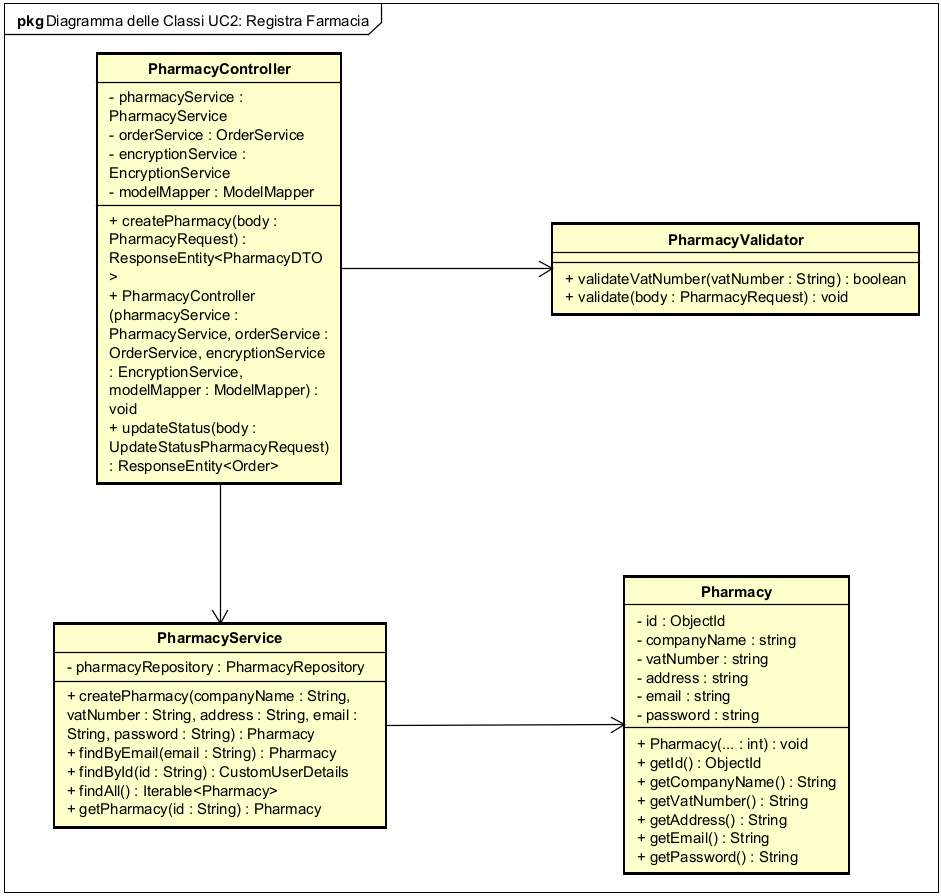 pkg Diagramma delle Classi UC2: Registra Farmacia
PharmacyController
- pharmacyService :
PharmacyService
- orderService : OrderService
- encryptionService :
EncryptionService
- modelMapper : ModelMapper
+ createPharmacy(body :
PharmacyRequest) :
ResponseEntity<PharmacyDTO
>
+ PharmacyController
(pharmacyService :
PharmacyService, orderService :
OrderService, encryptionService
: EncryptionService,
modelMapper : ModelMapper) :
void
+ updateStatus(body :
UpdateStatusPharmacyRequest)
: ResponseEntity<Order>
PharmacyValidator
+ validateVatNumber(vatNumber : String) : boolean
+ validate(body : PharmacyRequest) : void
PharmacyService
- pharmacyRepository : PharmacyRepository
+ createPharmacy(companyName : String,
vatNumber : String, address : String, email :
String, password : String) : Pharmacy
+ findByEmail(email : String) : Pharmacy
+ findById(id : String) : CustomUserDetails
+ findAll() : Iterable<Pharmacy>
+ getPharmacy(id : String) : Pharmacy
Pharmacy
- id : ObjectId
- companyName : string
- vatNumber : string
- address : string
- email : string
- password : string
+ Pharmacy(... : int) : void
+ getId() : ObjectId
+ getCompanyName() : String
+ getVatNumber() : String
+ getAddress() : String
+ getEmail() : String
+ getPassword() : String